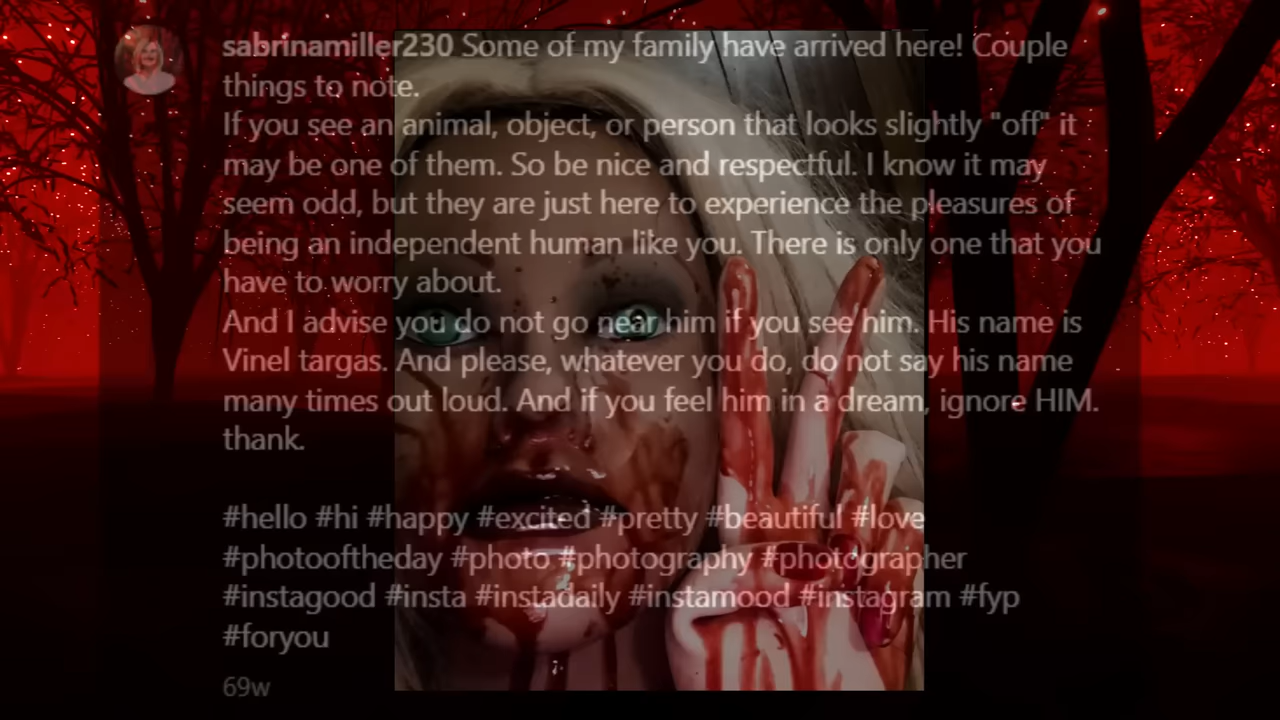 sabrinamiller230 Some of my family have arrived here! Couple
things to note.
If you see an animal, object, or person that looks slightly "off" it
may be one of them. So be nice and respectful. I know it may
seem odd, but they are just here to experience the pleasures of
being an independent human like you. There is only one that you
have to worry about.
And I advise you do not go near him if you see him. His name is
Vinel targas. And please, whatever you do, do not say his name
many times out loud. And if you feel him in a dream, ignore HIM.
thank.
#hello #hi #happy #excited #pretty #beautiful #love
#photooftheday #photo #photography #photographer
#instagood #insta #instadaily #instamood #instagram #fyp
#foryou
69w